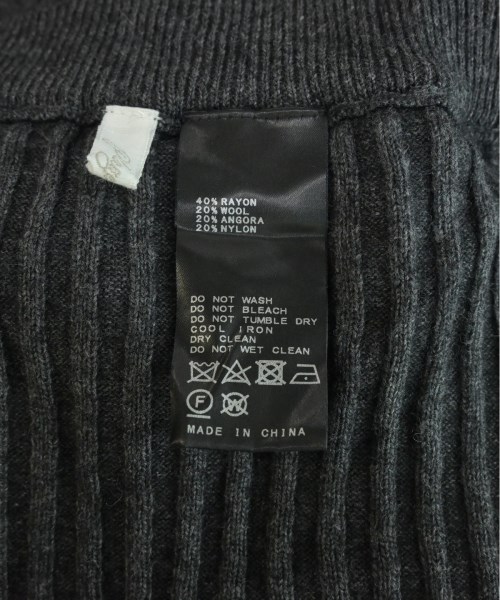 40% RAYON
20% WOOL
20% ANGORA
20% NYLON
DO NOT WASH
DO NOT BLEACH
DO NOT TUMBLE DRY
COOL IRON
DRY CLEAN
DO NOT WET CLEAN
F W
MADE IN CHINA